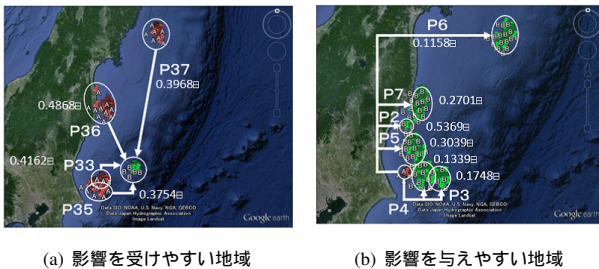 P37
0.3968日
0.4868日
P36
0.4162日
P33
P35
0.3754日
Data SIO, NOAA, U.S. Navy, NGA, GEBCO
Data Japan Hydrographic Association
Image Landsat
Google earth
(a) 影響を受けやすい地域
P6
0.1158日
P7
0.2701日
P2
0.5369日
P5
0.3039日
0.1339日
0.1748日
P4
P3
Data SIO, NOAA, U.S. Navy, NGA, GEBCO
Data Japan Hydrographic Association
Image Landsat
Google earth
(b) 影響を与えやすい地域